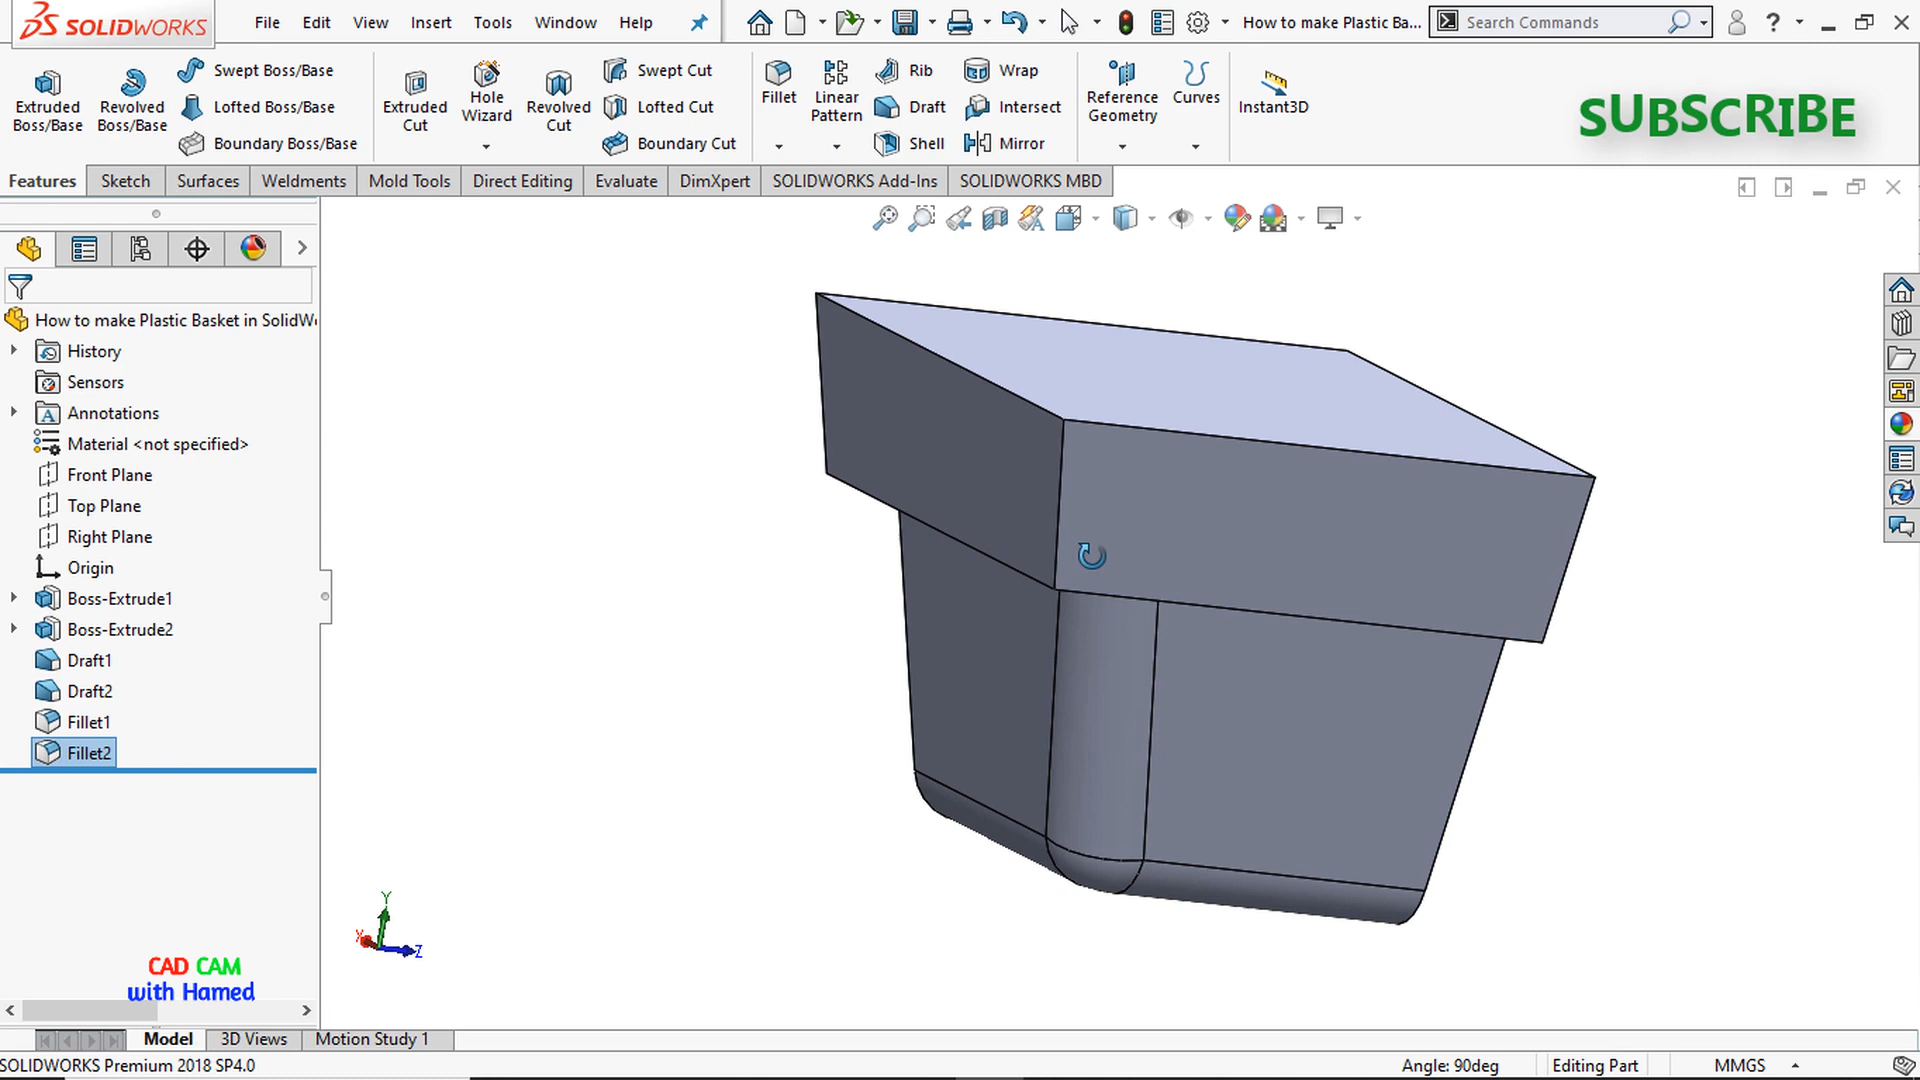 SOLIDWORKS
File Edit View Insert Tools Window Help
How to make Plastic Ba...
Search Commands
?
Extruded Boss/Base
Revolved Boss/Base
Swept Boss/Base
Lofted Boss/Base
Boundary Boss/Base
Extruded Cut
Hole Wizard
Revolved Cut
Swept Cut
Lofted Cut
Boundary Cut
Fillet
Linear Pattern
Rib
Draft
Shell
Wrap
Intersect
Mirror
Reference Geometry
Curves
Instant3D
SUBSCRIBE
Features Sketch Surfaces Weldments Mold Tools Direct Editing Evaluate DimXpert SOLIDWORKS Add-Ins SOLIDWORKS MBD
How to make Plastic Basket in SolidW
History
Sensors
Annotations
Material <not specified>
Front Plane
Top Plane
Right Plane
Origin
Boss-Extrude1
Boss-Extrude2
Draft1
Draft2
Fillet1
Fillet2
Y
X
Z
CAD CAM
with Hamed
Model 3D Views Motion Study 1
SOLIDWORKS Premium 2018 SP4.0
Angle: 90deg Editing Part MMGS